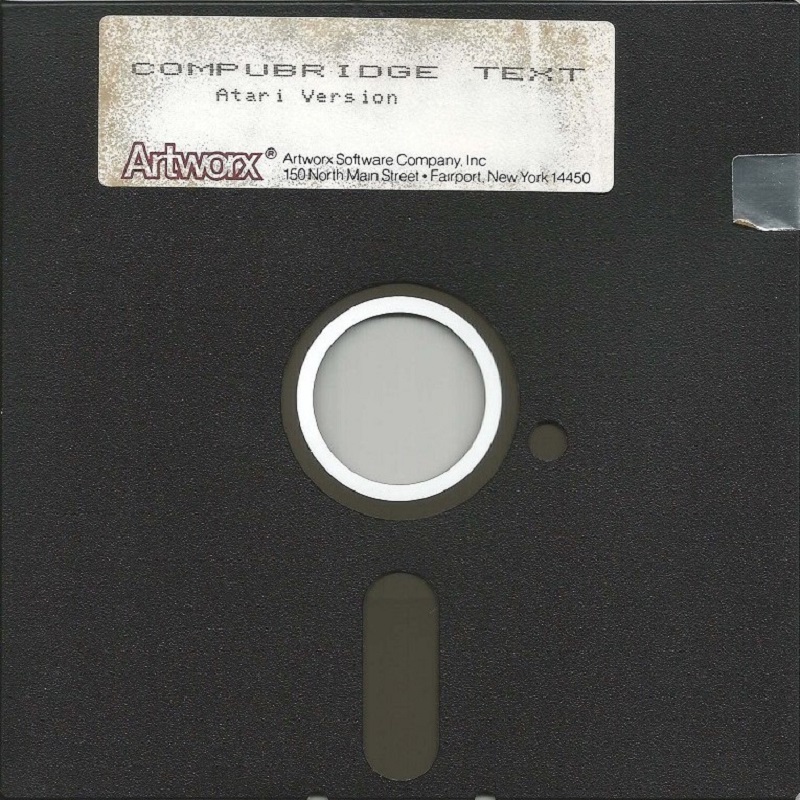 COMPUBRIDGE TEXT
Atari Version
Artworx® Artworx Software Company, Inc
150 North Main Street • Fairport, New York 14450